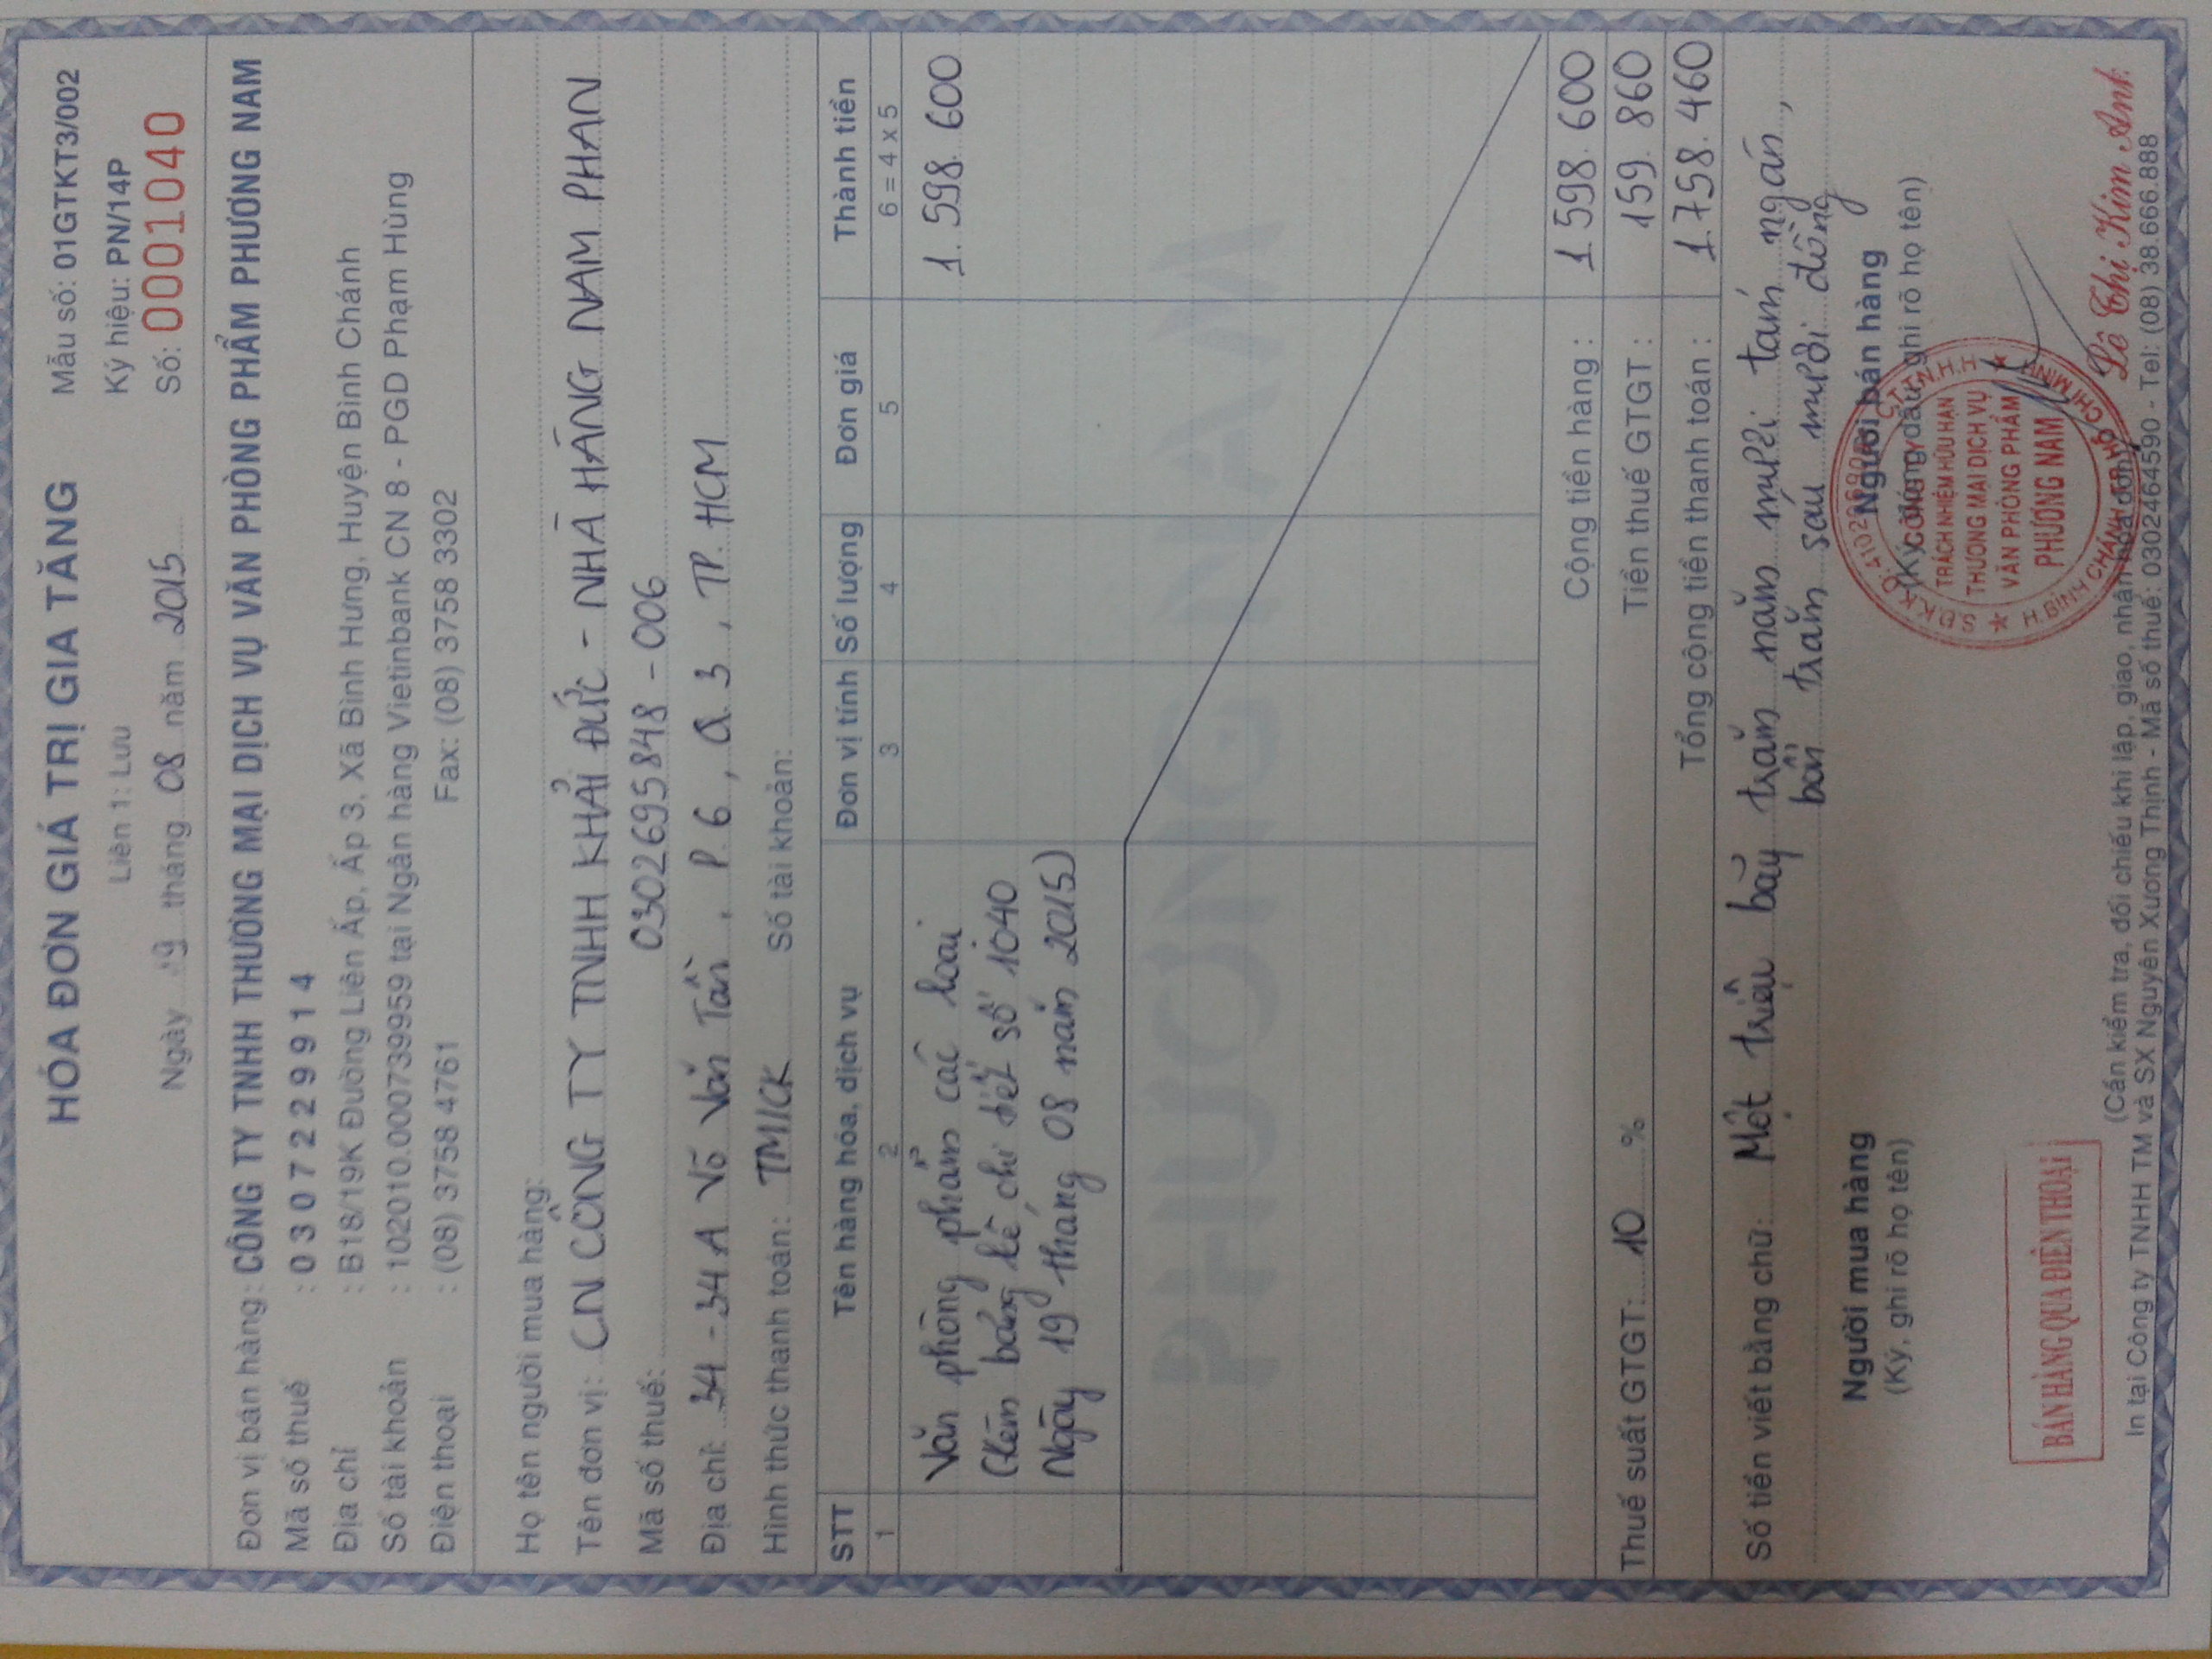 HÓA ĐƠN GIÁ TRỊ GIA TĂNG
Mẫu số: 01GTKT3/002
Liên 1: Lưu
Ký hiệu: PN/14P
Ngày 19 tháng 08 năm 2015
Số: 0001040
Đơn vị bán hàng: CÔNG TY TNHH THƯƠNG MẠI DỊCH VỤ VĂN PHÒNG PHẨM PHƯƠNG NAM
Mã số thuế : 0307229914
Địa chỉ : B18/19K Đường Liên Ấp, Ấp 3, Xã Bình Hưng, Huyện Bình Chánh
Số tài khoản : 102010.000739959 tại Ngân hàng Vietinbank CN 8 - PGD Phạm Hùng
Điện thoại : (08) 3758 4761 Fax: (08) 3758 3302
Họ tên người mua hàng:
Tên đơn vị: CN CÔNG TY TNHH KHẢI ĐỨC - NHÀ HÀNG NAM PHAN
Mã số thuế: 0302695848 - 006
Địa chỉ: 34 - 34A Võ Văn Tần, P. 6, Q. 3, TP. HCM
Hình thức thanh toán: TM/CK Số tài khoản:
STT Tên hàng hóa, dịch vụ Đơn vị tính Số lượng Đơn giá Thành tiền
1 2 3 4 5 6 = 4 x 5
Văn phòng phẩm các loại 1.598.600
(Kèm bảng kê chi tiết số 1040
Ngày 19 tháng 08 năm 2015)
PHƯƠNG NAM
Cộng tiền hàng : 1.598.600
Thuế suất GTGT: 10 % Tiền thuế GTGT : 159.860
Tổng cộng tiền thanh toán : 1.758.460
Số tiền viết bằng chữ: Một triệu bảy trăm năm mươi tám ngàn,
bốn trăm sáu mươi đồng
Người mua hàng Người bán hàng
(Ký, ghi rõ họ tên) (Ký, đóng dấu, ghi rõ họ tên)
CÔNG TY
TRÁCH NHIỆM HỮU HẠN
THƯƠNG MẠI DỊCH VỤ
VĂN PHÒNG PHẨM
PHƯƠNG NAM
H.BÌNH CHÁNH - T.P HỒ CHÍ MINH
BÁN HÀNG QUA ĐIỆN THOẠI
Lê Thị Kim Anh
(Cần kiểm tra, đối chiếu khi lập, giao, nhận hóa đơn)
In tại Công ty TNHH TM và SX Nguyên Xương Thịnh - Mã số thuế: 0302464590 - Tel: (08) 38.666.888